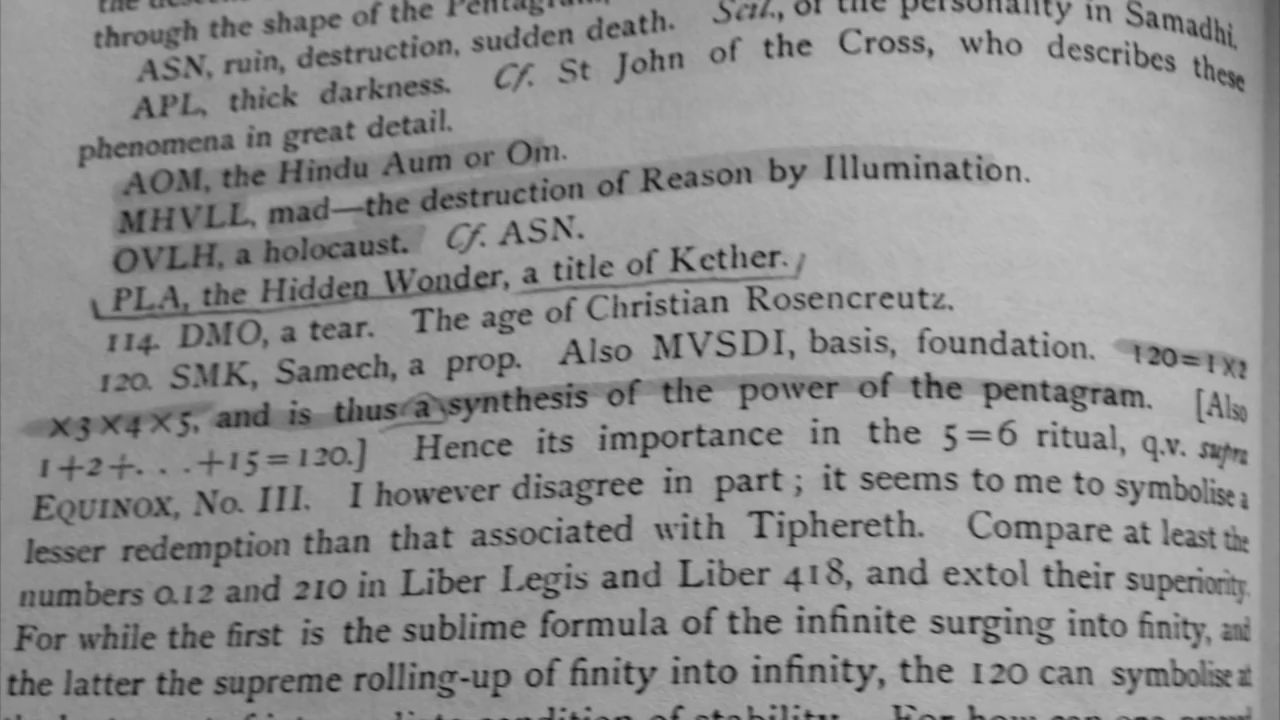 through the shape of the Pentagram,
ASN, ruin, destruction, sudden death. Scil., of the personality in Samadhi.
APL, thick darkness. Cf. St John of the Cross, who describes these
phenomena in great detail.
AOM, the Hindu Aum or Om.
MHVLL, mad—the destruction of Reason by Illumination.
OVLH, a holocaust. Cf. ASN.
PLA, the Hidden Wonder, a title of Kether.
114. DMO, a tear. The age of Christian Rosencreutz.
120. SMK, Samech, a prop. Also MVSDI, basis, foundation. 120=1×2
×3×4×5, and is thus a synthesis of the power of the pentagram. [Also
1+2+. . .+15=120.] Hence its importance in the 5=6 ritual, q.v. supra
EQUINOX, No. III. I however disagree in part; it seems to me to symbolise a
lesser redemption than that associated with Tiphereth. Compare at least the
numbers 0.12 and 210 in Liber Legis and Liber 418, and extol their superiority.
For while the first is the sublime formula of the infinite surging into finity, and
the latter the supreme rolling-up of finity into infinity, the 120 can symbolise at
condition of stability. For how can one